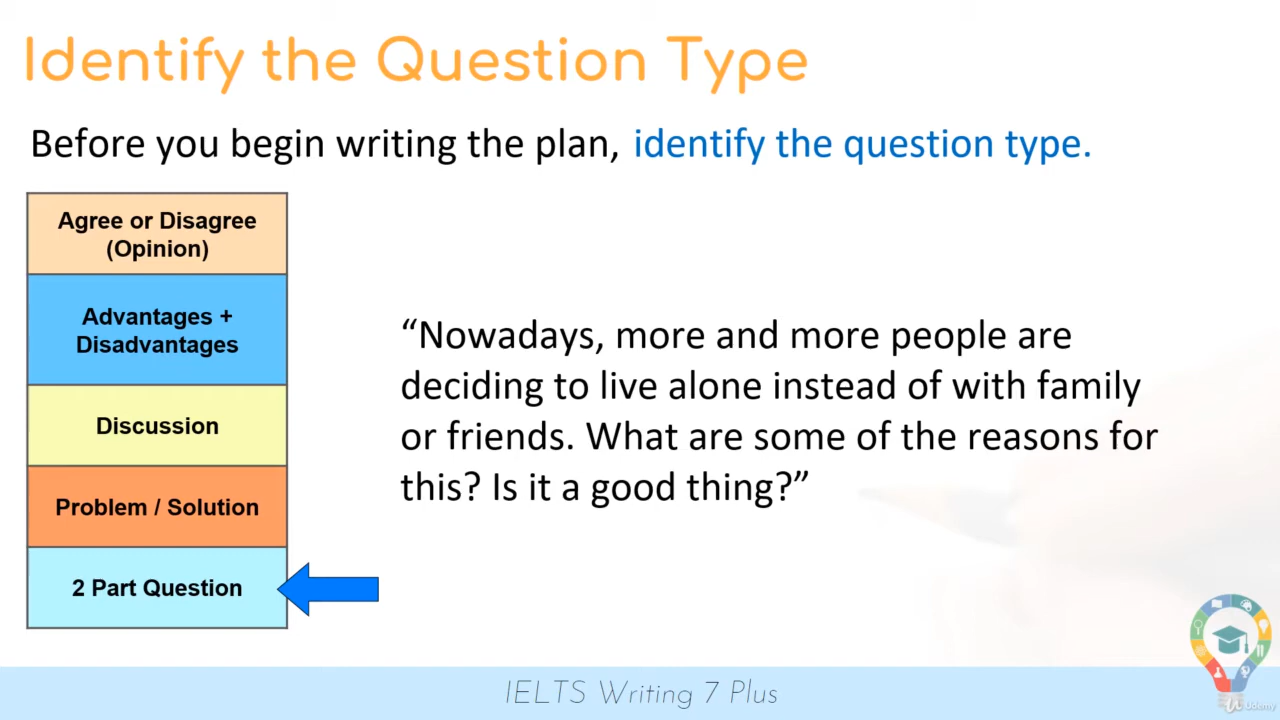 Identify the Question Type
Before you begin writing the plan, identify the question type.
Agree or Disagree
(Opinion)
Advantages +
Disadvantages
Discussion
Problem / Solution
2 Part Question
“Nowadays, more and more people are
deciding to live alone instead of with family
or friends. What are some of the reasons for
this? Is it a good thing?”
IELTS Writing 7 Plus
Udemy